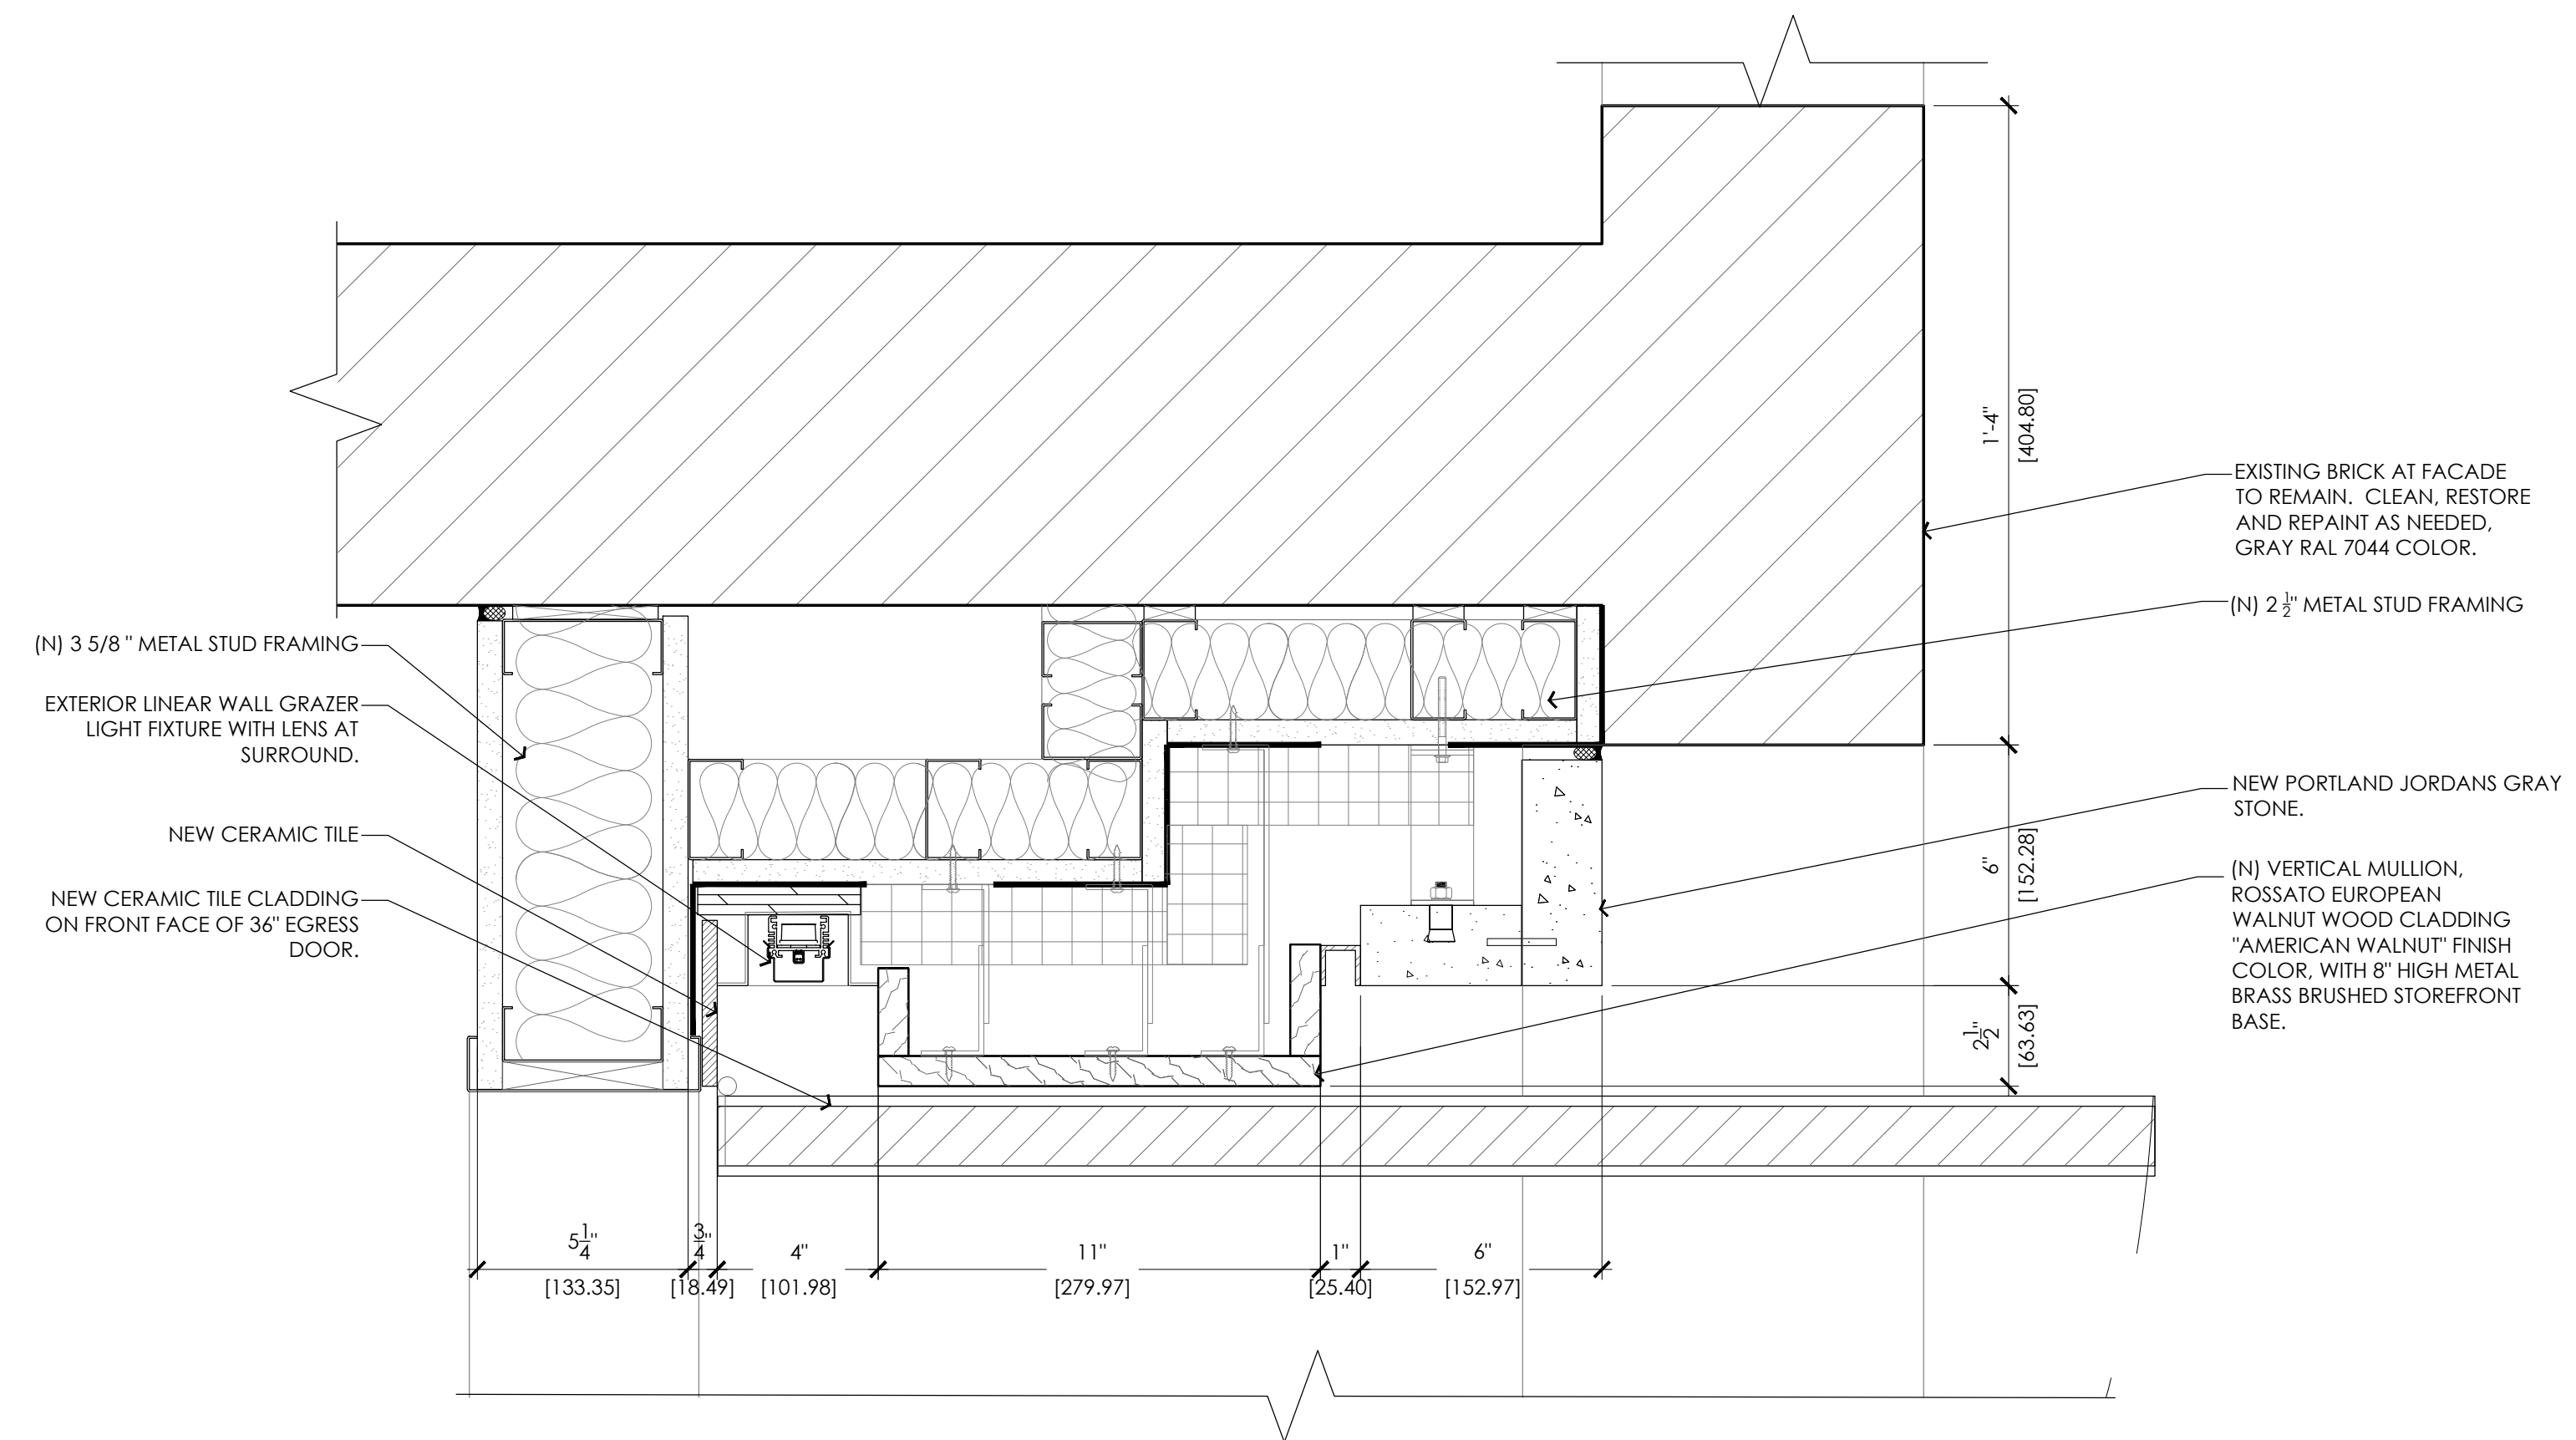 1'-4"
[404.80]
EXISTING BRICK AT FACADE
TO REMAIN. CLEAN, RESTORE
AND REPAINT AS NEEDED,
GRAY RAL 7044 COLOR.
(N) 2 1/2" METAL STUD FRAMING
(N) 3 5/8 " METAL STUD FRAMING
EXTERIOR LINEAR WALL GRAZER
LIGHT FIXTURE WITH LENS AT
SURROUND.
NEW CERAMIC TILE
NEW CERAMIC TILE CLADDING
ON FRONT FACE OF 36" EGRESS
DOOR.
NEW PORTLAND JORDANS GRAY
STONE.
6"
[152.28]
(N) VERTICAL MULLION,
ROSSATO EUROPEAN
WALNUT WOOD CLADDING
"AMERICAN WALNUT" FINISH
COLOR, WITH 8" HIGH METAL
BRASS BRUSHED STOREFRONT
BASE.
2 1/2"
[63.63]
5 1/4"
[133.35]
3/4"
[18.49]
4"
[101.98]
11"
[279.97]
1"
[25.40]
6"
[152.97]